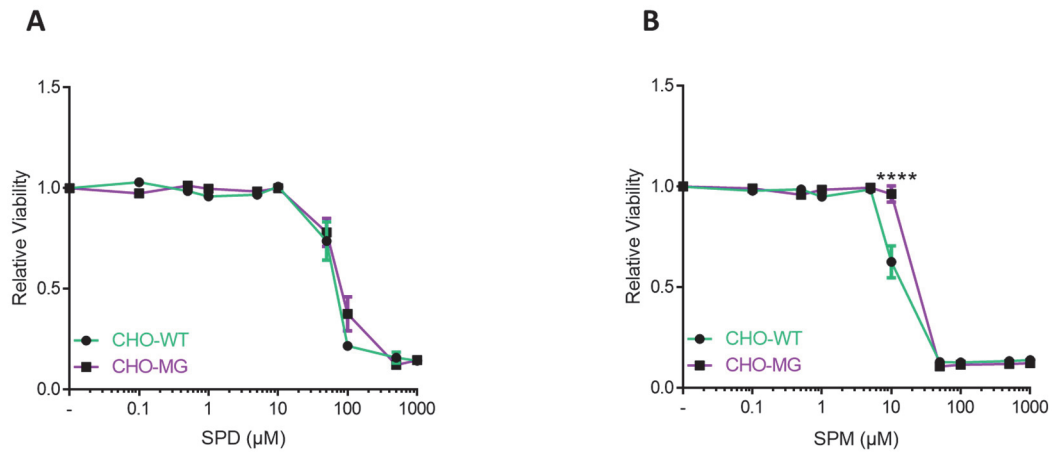 A
1.5
1.0
0.5
0.0
Relative Viability
CHO-WT
CHO-MG
- 0.1 1 10 100 1000
SPD (µM)
B
1.5
1.0
0.5
0.0
Relative Viability
****
CHO-WT
CHO-MG
- 0.1 1 10 100 1000
SPM (µM)